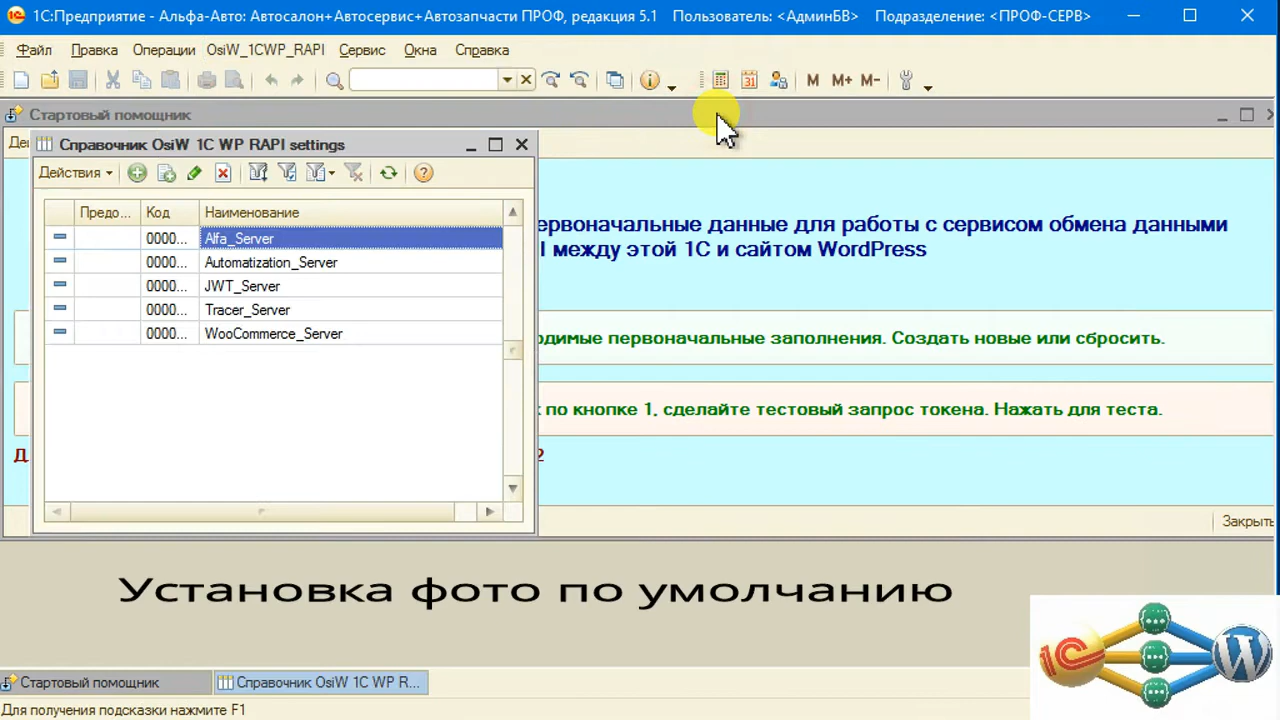 1С:Предприятие - Альфа-Авто: Автосалон+Автосервис+Автозапчасти ПРОФ, редакция 5.1 Пользователь: <АдминБВ> Подразделение: <ПРОФ-СЕРВ>
Файл Правка Операции OsiW_1CWP_RAPI Сервис Окна Справка
M M+ M-
Стартовый помощник
Справочник OsiW 1C WP RAPI settings
Действия
Предо... Код Наименование
0000... Alfa_Server
0000... Automatization_Server
0000... JWT_Server
0000... Tracer_Server
0000... WooCommerce_Server
ервоначальные данные для работы с сервисом обмена данными
I между этой 1С и сайтом WordPress
одимые первоначальные заполнения. Создать новые или сбросить.
к по кнопке 1, сделайте тестовый запрос токена. Нажать для теста.
Д 2
Закрыть
Установка фото по умолчанию
1C {...} {...} {...} W
Стартовый помощник Справочник OsiW 1C WP R...
Для получения подсказки нажмите F1